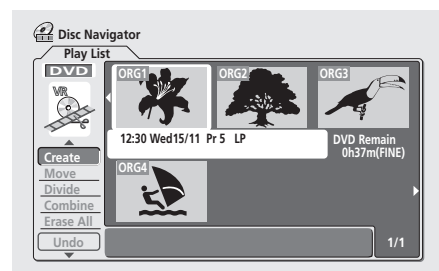 Disc Navigator
Play List
DVD
VR
ORG1
ORG2
ORG3
12:30 Wed15/11 Pr 5 LP
DVD Remain
0h37m(FINE)
Create
Move
Divide
Combine
Erase All
Undo
ORG4
1/1